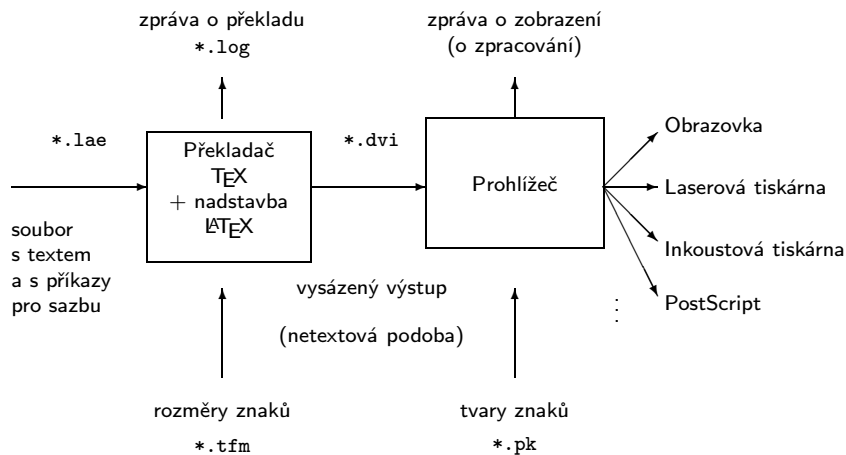 zpráva o překladu
*.log
zpráva o zobrazení
(o zpracování)
*.lae
Překladač
TEX
+ nadstavba
LATEX
*.dvi
Prohlížeč
Obrazovka
Laserová tiskárna
Inkoustová tiskárna
PostScript
soubor
s textem
a s příkazy
pro sazbu
vysázený výstup
(netextová podoba)
rozměry znaků
*.tfm
tvary znaků
*.pk